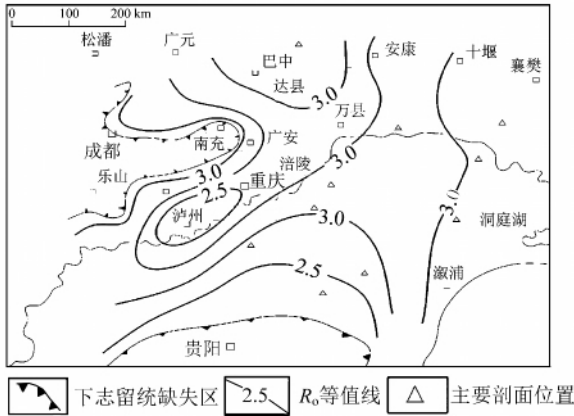 0 100 200 km
松潘
广元
巴中
安康
十堰
襄樊
达县
3.0
万县
成都
南充
广安
涪陵
3.0
乐山
3.0
2.5
重庆
泸州
3.0
3.0
洞庭湖
2.5
溆浦
贵阳
下志留统缺失区
2.5
Ro等值线
主要剖面位置